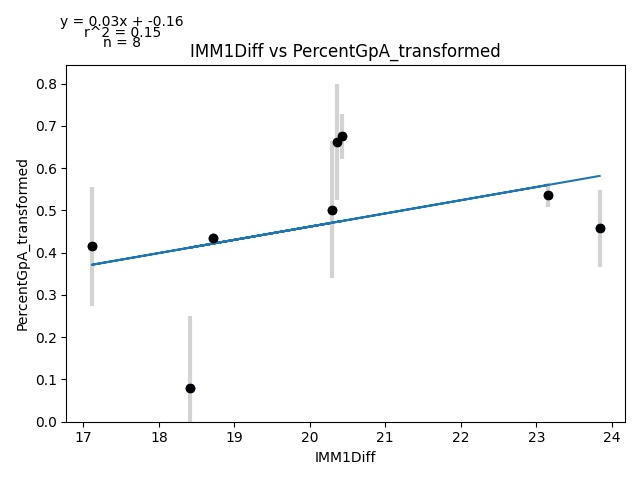 y = 0.03x + -0.16
r^2 = 0.15
n = 8
IMM1Diff vs PercentGpA_transformed
0.8
0.7
0.6
0.5
0.4
0.3
0.2
0.1
0.0
PercentGpA_transformed
17 18 19 20 21 22 23 24
IMM1Diff